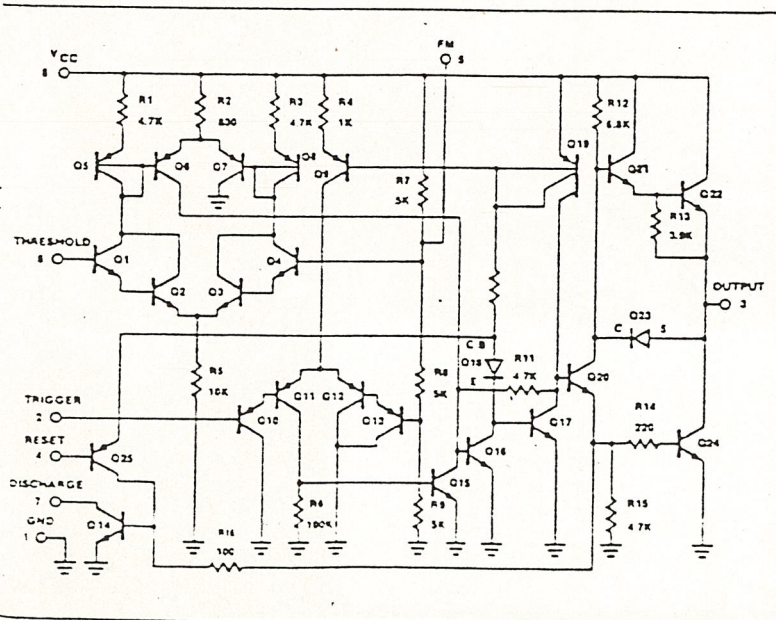 FM
5
VCC
8
R1
4.7K
R2
830
R3
4.7K
R4
1K
R12
6.8K
Q5
Q6
Q7
Q8
Q9
Q19
Q21
Q22
R7
5K
R13
3.9K
THRESHOLD
6
Q1
Q2
Q3
Q4
OUTPUT
3
Q23
C
S
C B
Q18
E
R11
4.7K
R5
10K
R8
5K
Q20
TRIGGER
2
Q11
Q12
Q10
Q13
Q17
R14
220
RESET
4
Q25
Q16
Q24
DISCHARGE
7
Q15
Q14
R6
100K
R9
5K
R15
4.7K
GND
1
R16
100